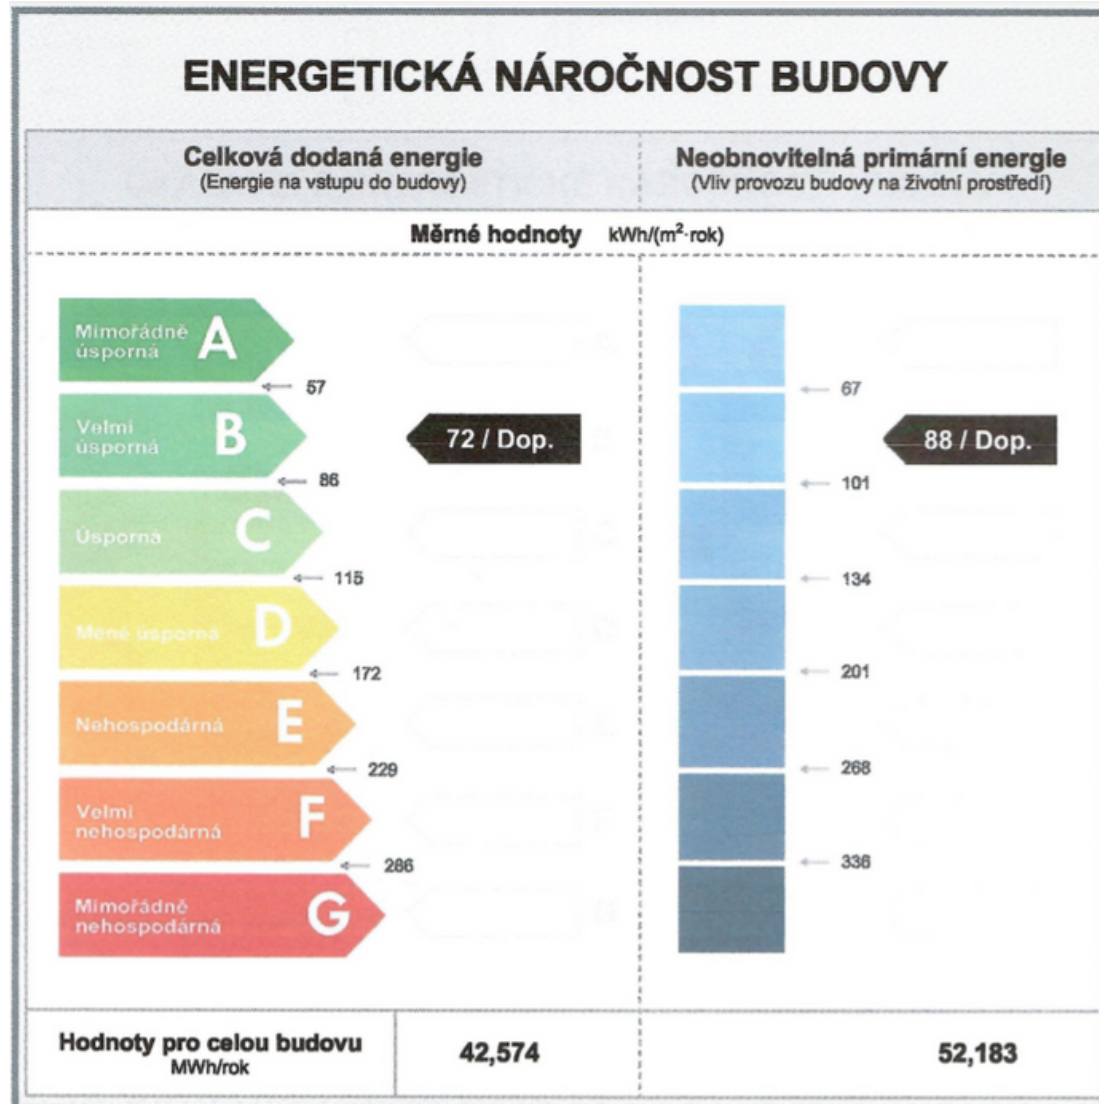 ENERGETICKÁ NÁROČNOST BUDOVY
Celková dodaná energie
(Energie na vstupu do budovy)
Neobnovitelná primární energie
(Vliv provozu budovy na životní prostředí)
Měrné hodnoty kWh/(m²·rok)
Mimořádně
úsporná
A
57
67
Velmi
úsporná
B
72 / Dop.
88 / Dop.
86
101
Úsporná
C
115
134
Méně úsporná
D
172
201
Nehospodárná
E
229
268
Velmi
nehospodárná
F
286
336
Mimořádně
nehospodárná
G
Hodnoty pro celou budovu
MWh/rok
42,574
52,183